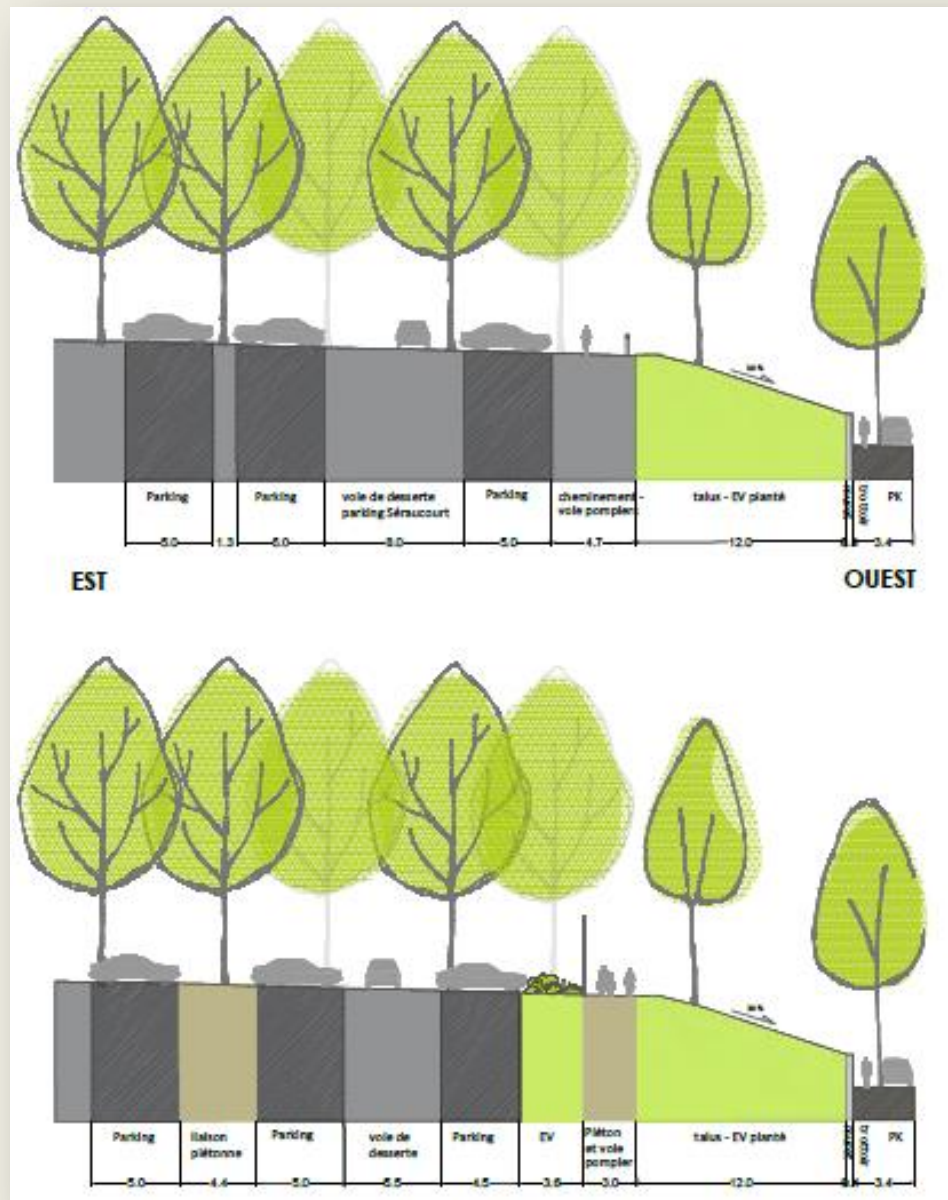 Parking
Parking
voie de desserte
parking Séraucourt
Parking
cheminement -
voie pompiers
talus - EV planté
trottoir
PK
5.0
1.3
5.0
8.0
5.0
4.7
12.0
3.4
EST
OUEST
Parking
liaison
piétonne
Parking
voie de
desserte
Parking
EV
Piéton
et voie
pompier
talus - EV planté
trottoir
PK
5.0
4.4
5.0
5.5
4.5
3.0
12.0
3.4